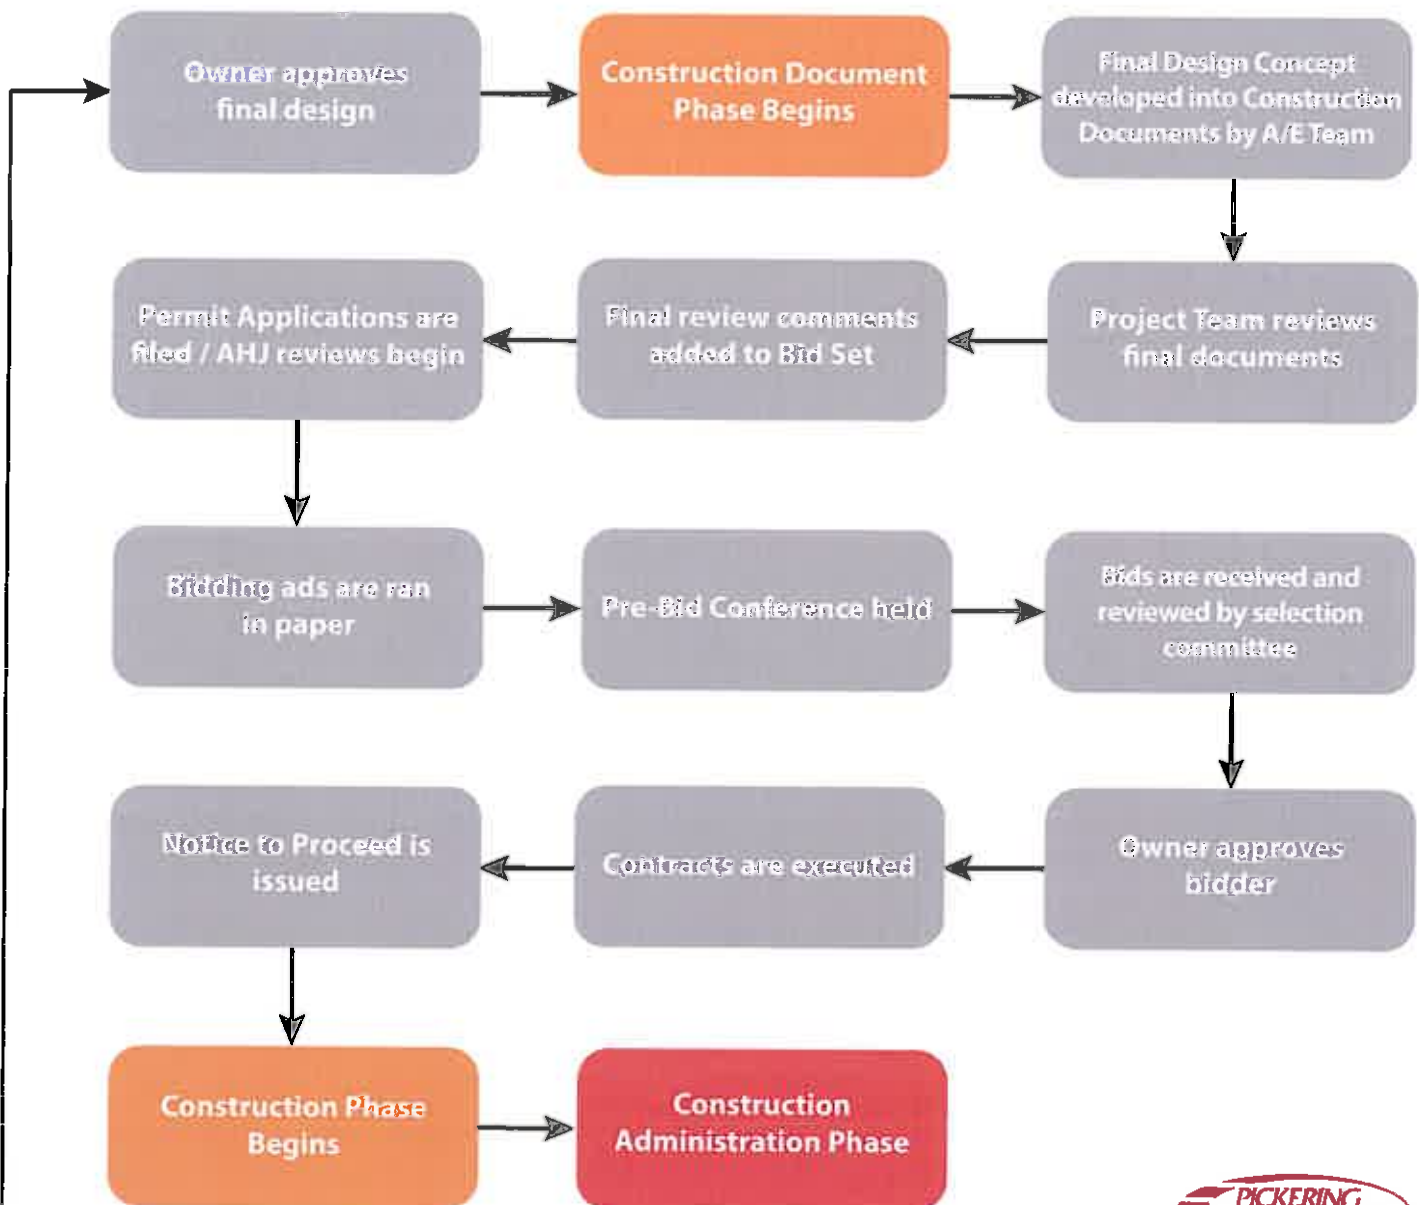 Owner approves
final design
Construction Document
Phase Begins
Final Design Concept
developed into Construction
Documents by A/E Team
Permit Applications are
filed / AHJ reviews begin
Final review comments
added to Bid Set
Project Team reviews
final documents
Bidding ads are ran
in paper
Pre-Bid Conference held
Bids are received and
reviewed by selection
committee
Notice to Proceed is
issued
Contracts are executed
Owner approves
bidder
Construction Phase
Begins
Construction
Administration Phase
PICKERING